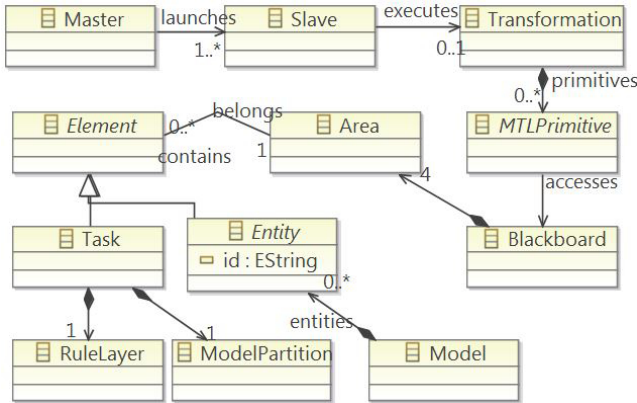 Master
launches
1..*
Slave
executes
0..1
Transformation
primitives
0..*
Element
0..*
belongs
contains
1
Area
MTLPrimitive
accesses
4
Task
Entity
id : EString
Blackboard
0..*
1
1
entities
RuleLayer
ModelPartition
Model